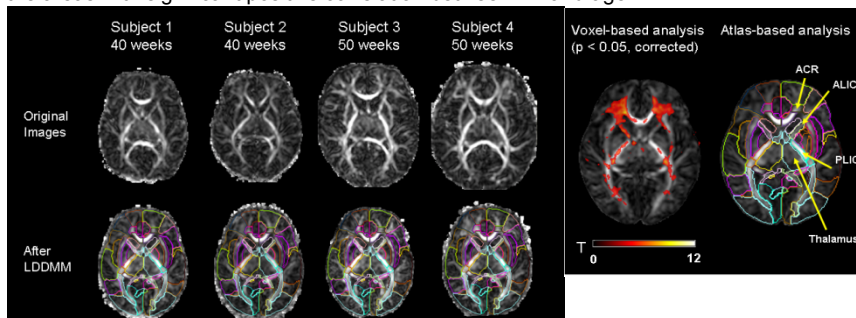 Subject 1 Subject 2 Subject 3 Subject 4
40 weeks 40 weeks 50 weeks 50 weeks
Original
Images
After
LDDMM
Voxel-based analysis
(p < 0.05, corrected)
Atlas-based analysis
ACR
ALIC
PLIC
Thalamus
T
0 12